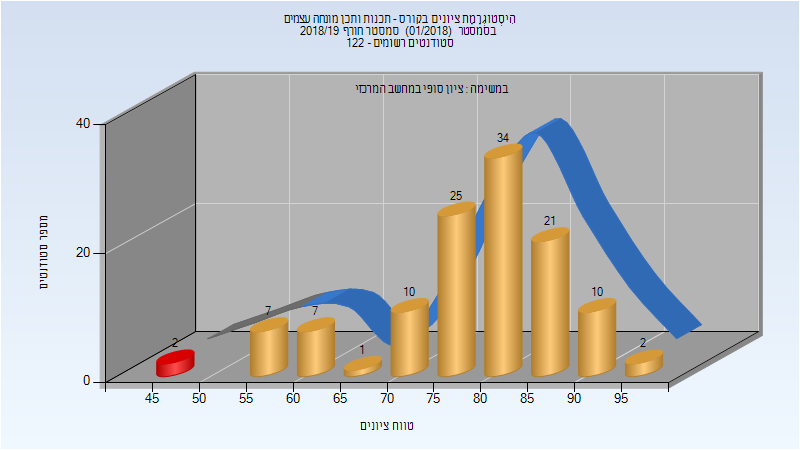 היסטוגרמת ציונים בקורס - תכנות ותכן מונחה עצמים
בסמסטר (01/2018) סמסטר חורף 2018/19
סטודנטים רשומים - 122
במשימה : ציון סופי במחשב המרכזי
מספר סטודנטים
40
20
0
2
7
7
1
10
25
34
21
10
2
45 50 55 60 65 70 75 80 85 90 95
טווח ציונים